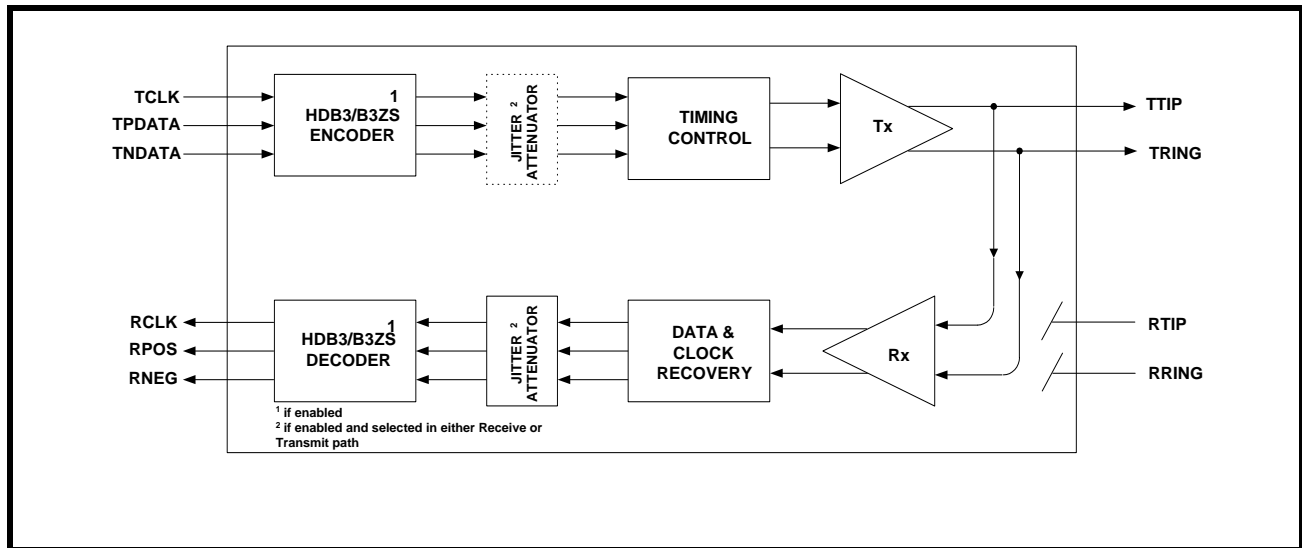 TCLK
TPDATA
TNDATA
1
HDB3/B3ZS
ENCODER
JITTER 2
ATTENUATOR
TIMING
CONTROL
Tx
TTIP
TRING
RCLK
RPOS
RNEG
1
HDB3/B3ZS
DECODER
JITTER 2
ATTENUATOR
DATA &
CLOCK
RECOVERY
Rx
RTIP
RRING
1 if enabled
2 if enabled and selected in either Receive or
Transmit path